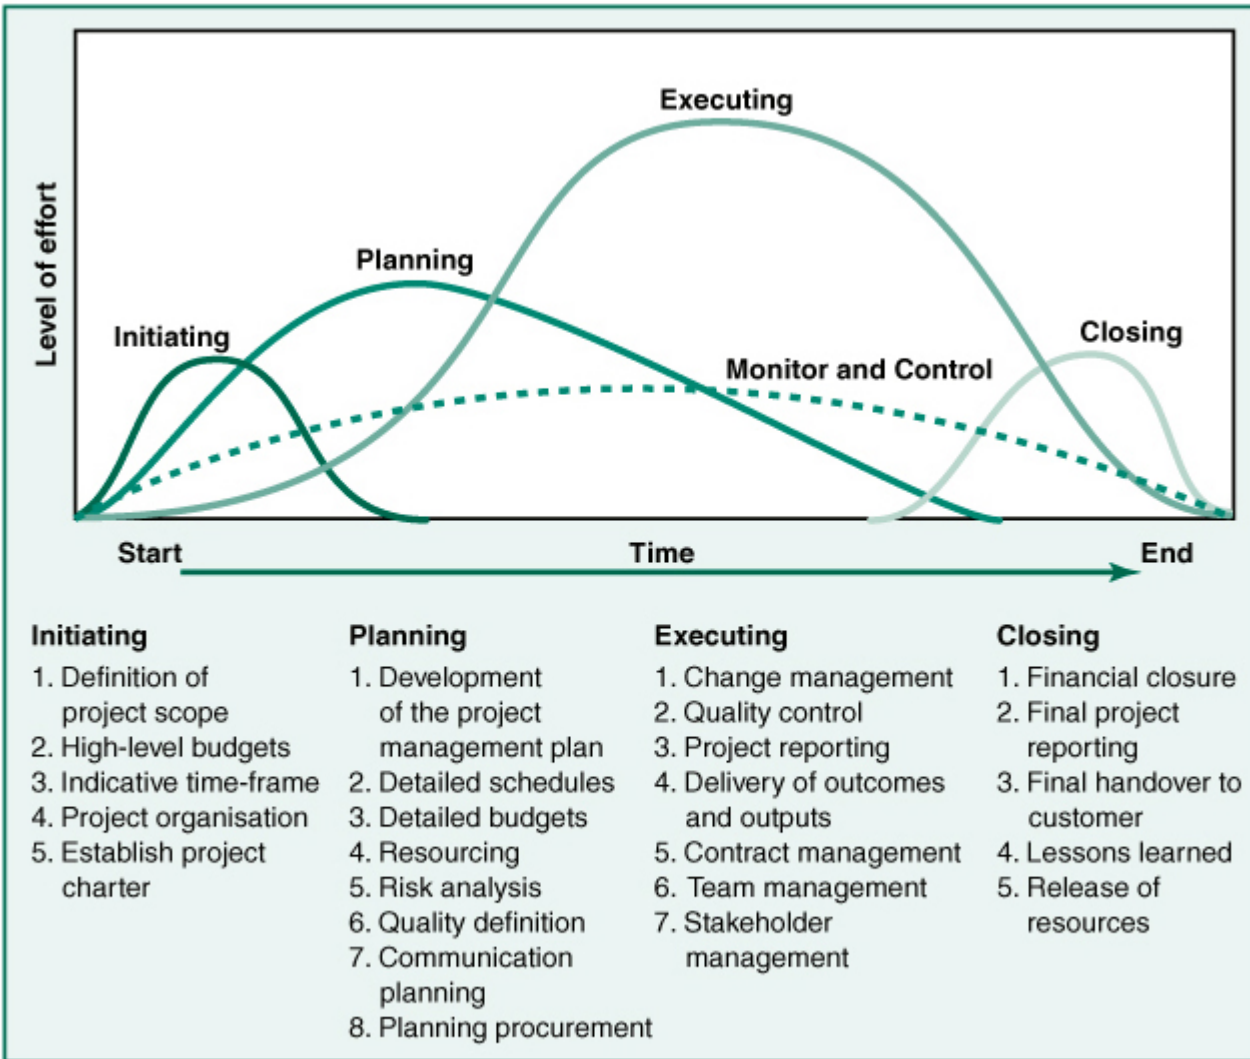 Executing
Level of effort
Planning
Initiating
Closing
Monitor and Control
Start
Time
End
Initiating
1. Definition of
project scope
2. High-level budgets
3. Indicative time-frame
4. Project organisation
5. Establish project
charter
Planning
1. Development
of the project
management plan
2. Detailed schedules
3. Detailed budgets
4. Resourcing
5. Risk analysis
6. Quality definition
7. Communication
planning
8. Planning procurement
Executing
1. Change management
2. Quality control
3. Project reporting
4. Delivery of outcomes
and outputs
5. Contract management
6. Team management
7. Stakeholder
management
Closing
1. Financial closure
2. Final project
reporting
3. Final handover to
customer
4. Lessons learned
5. Release of
resources